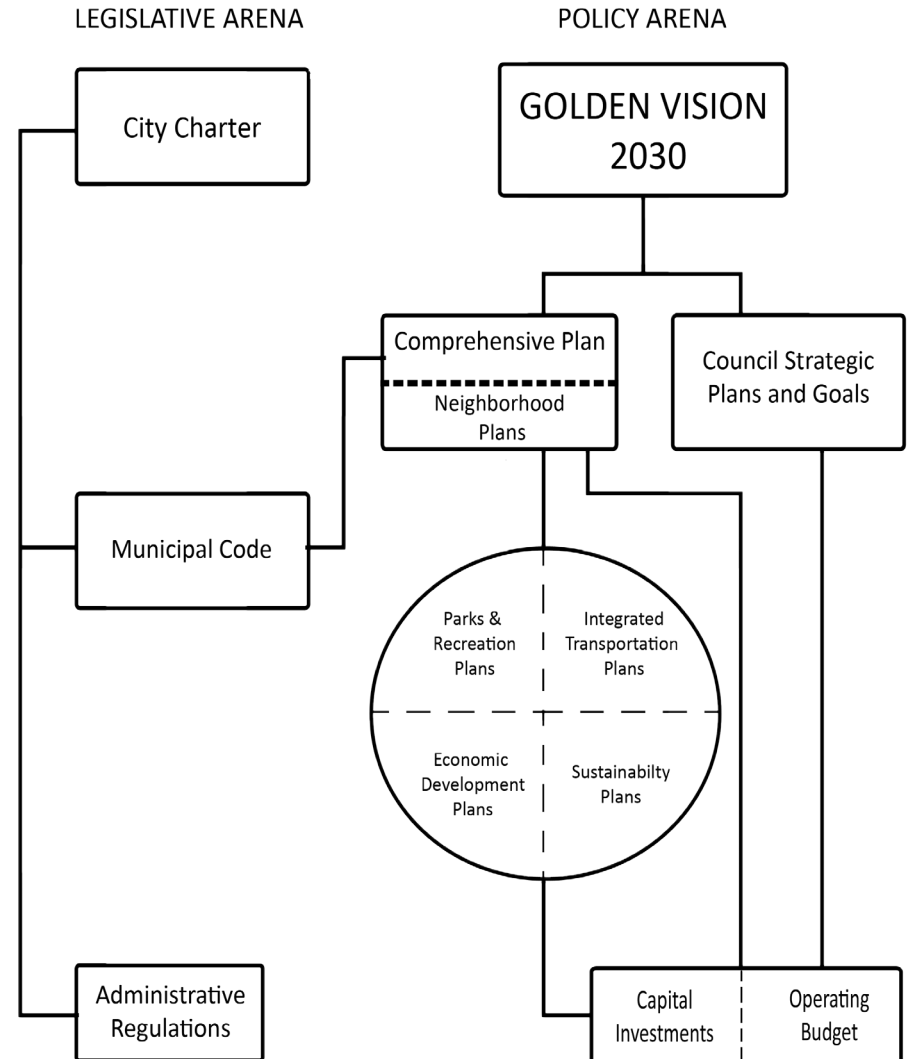 LEGISLATIVE ARENA
POLICY ARENA
City Charter
GOLDEN VISION
2030
Comprehensive Plan
Neighborhood
Plans
Council Strategic
Plans and Goals
Municipal Code
Parks &
Recreation
Plans
Integrated
Transportation
Plans
Economic
Development
Plans
Sustainabilty
Plans
Administrative
Regulations
Capital
Investments
Operating
Budget